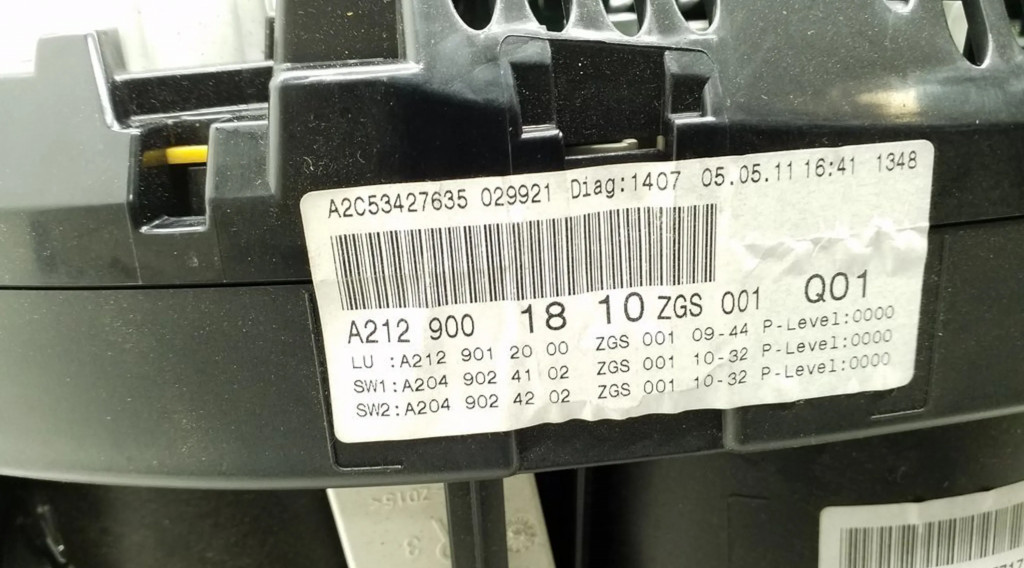 A2C53427635 029921 Diag:1407 05.05.11 16:41 1348
A212 900 18 10 ZGS 001 Q01
LU :A212 901 20 00 ZGS 001 09-44 P-Level:0000
SW1:A204 902 41 02 ZGS 001 10-32 P-Level:0000
SW2:A204 902 42 02 ZGS 001 10-32 P-Level:0000